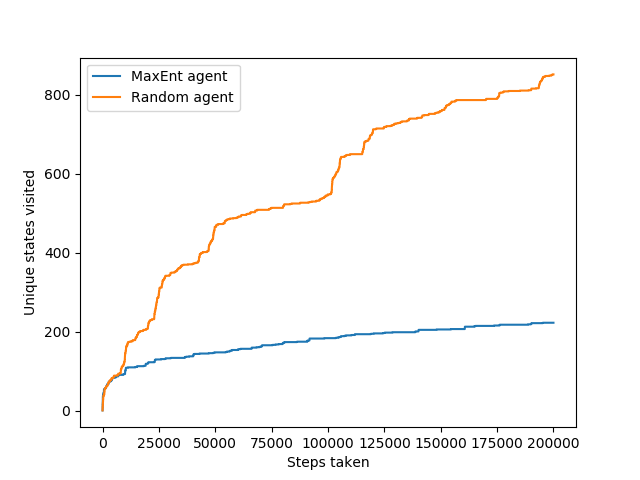 MaxEnt agent
Random agent
Unique states visited
800
600
400
200
0
0 25000 50000 75000 100000 125000 150000 175000 200000
Steps taken